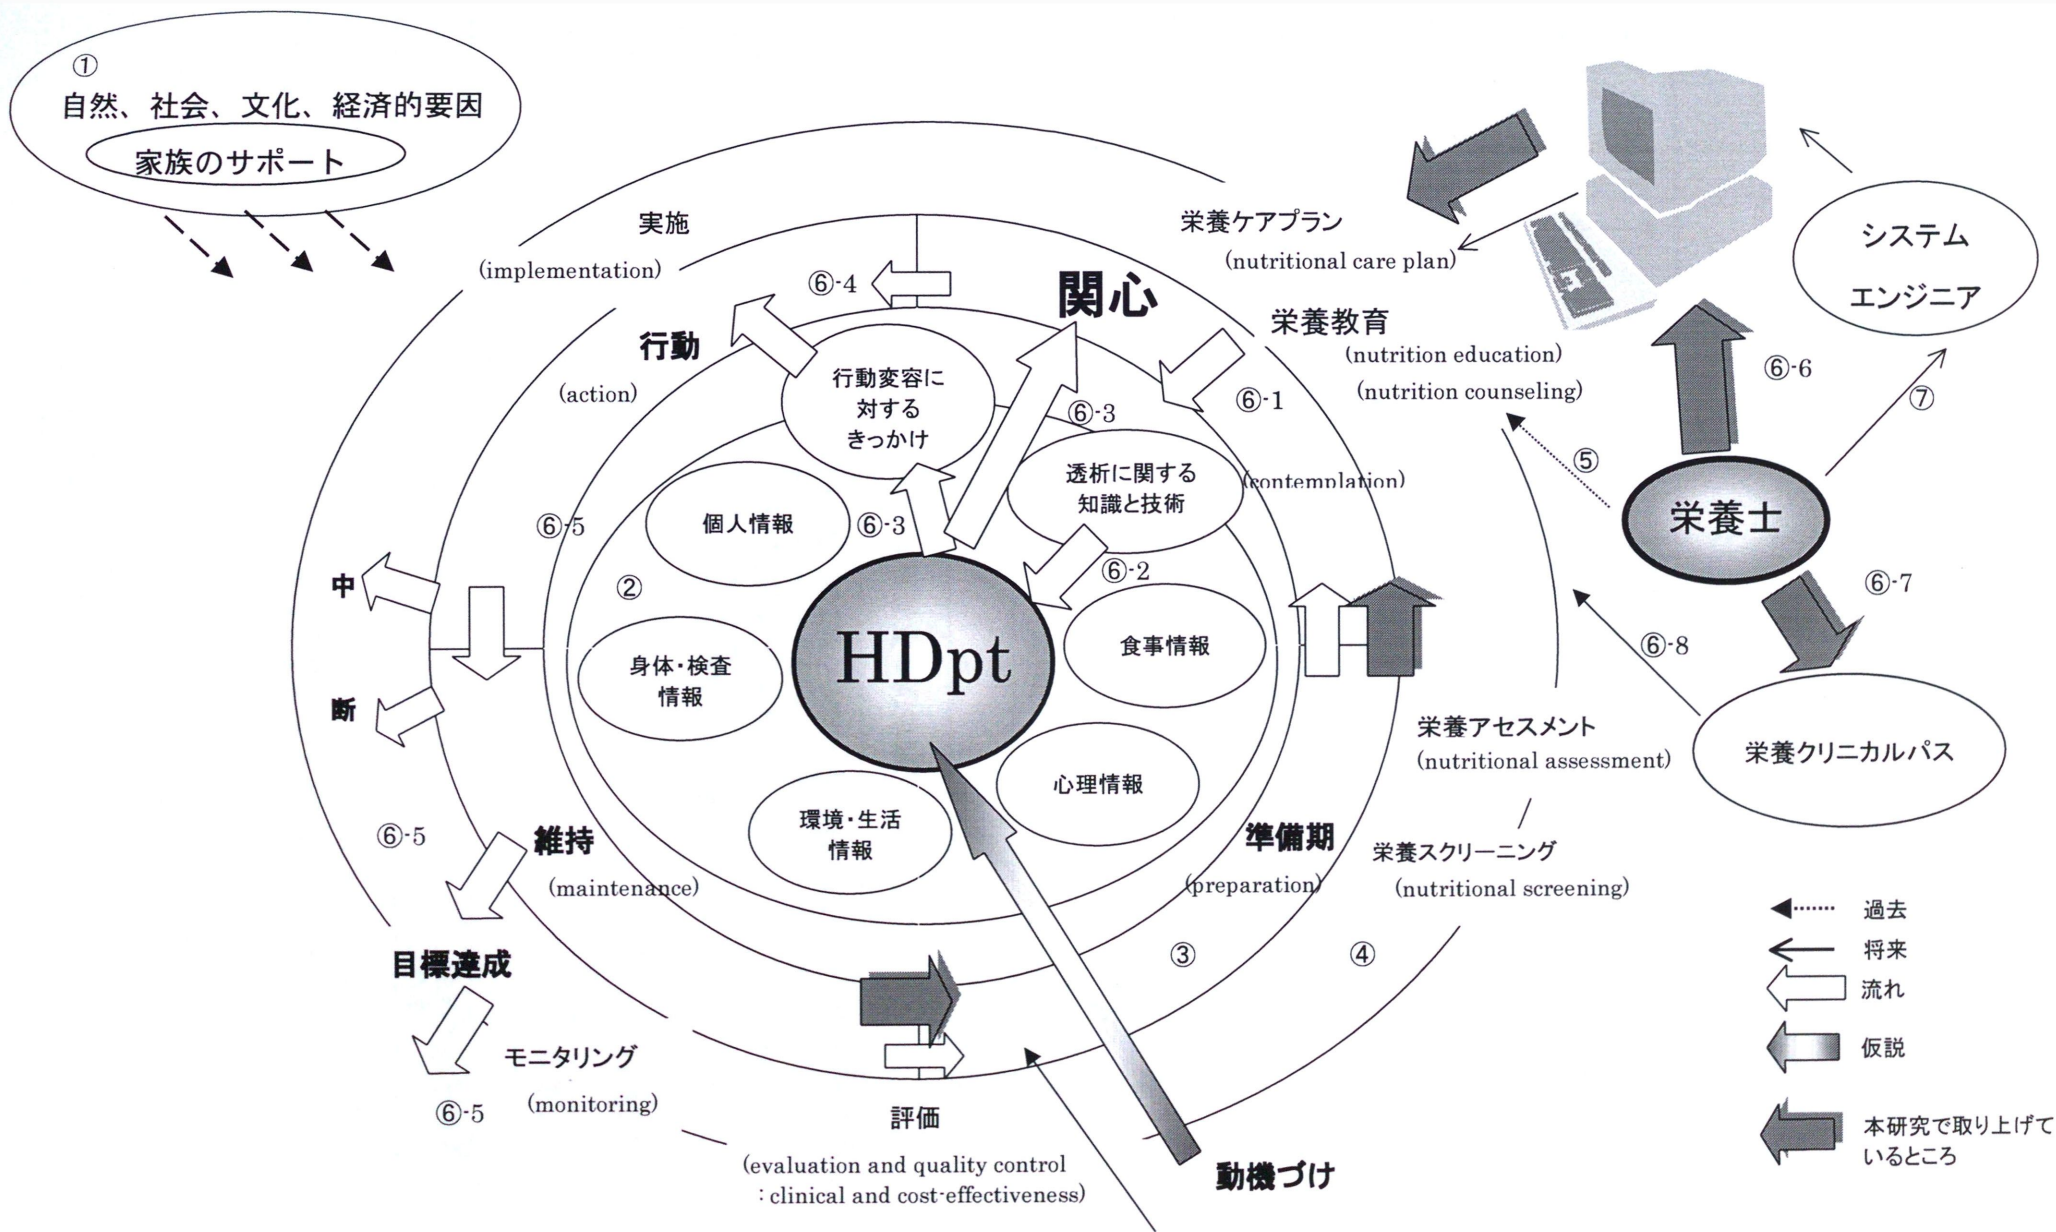 ①
自然、社会、文化、経済的要因
家族のサポート
実施
(implementation)
⑥-4
関心
行動
(action)
行動変容に
対する
きっかけ
⑥-3
⑥-1
栄養ケアプラン
(nutritional care plan)
栄養教育
(nutrition education)
(nutrition counseling)
システム
エンジニア
⑥-6
⑦
⑤
栄養士
⑥-7
⑥-8
栄養クリニカルパス
透析に関する
知識と技術
(contemplation)
個人情報
⑥-3
⑥-5
②
⑥-2
HDpt
食事情報
身体・検査
情報
心理情報
環境・生活
情報
中
断
⑥-5
維持
(maintenance)
準備期
(preparation)
栄養アセスメント
(nutritional assessment)
栄養スクリーニング
(nutritional screening)
③
④
目標達成
モニタリング
(monitoring)
⑥-5
評価
(evaluation and quality control
:clinical and cost-effectiveness)
動機づけ
過去
将来
流れ
仮説
本研究で取り上げて
いるところ